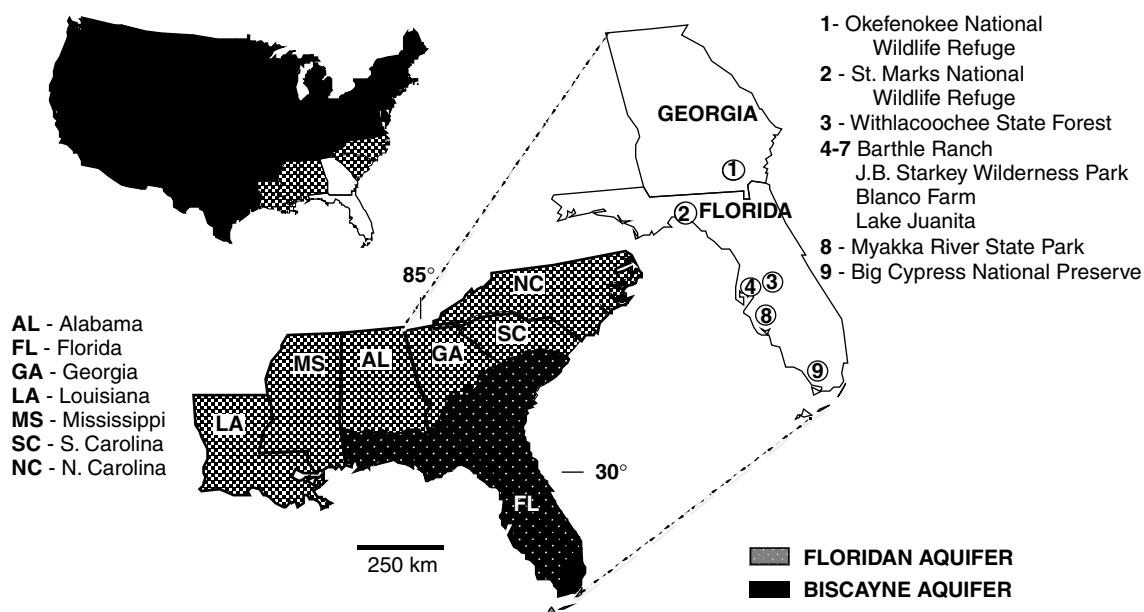 1- Okefenokee National
Wildlife Refuge
2 - St. Marks National
Wildlife Refuge
3 - Withlacoochee State Forest
4-7 Barthle Ranch
J.B. Starkey Wilderness Park
Blanco Farm
Lake Juanita
8 - Myakka River State Park
9 - Big Cypress National Preserve
GEORGIA
1
2
FLORIDA
4
3
8
9
85°
NC
SC
GA
AL
MS
LA
FL
30°
AL - Alabama
FL - Florida
GA - Georgia
LA - Louisiana
MS - Mississippi
SC - S. Carolina
NC - N. Carolina
250 km
FLORIDAN AQUIFER
BISCAYNE AQUIFER